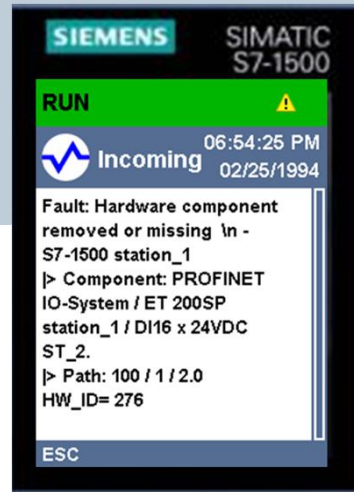 SIEMENS
SIMATIC
S7-1500
RUN
Incoming
06:54:25 PM
02/25/1994
Fault: Hardware component
removed or missing \n -
S7-1500 station_1
|> Component: PROFINET
IO-System / ET 200SP
station_1 / DI16 x 24VDC
ST_2.
|> Path: 100 / 1 / 2.0
HW_ID= 276
ESC